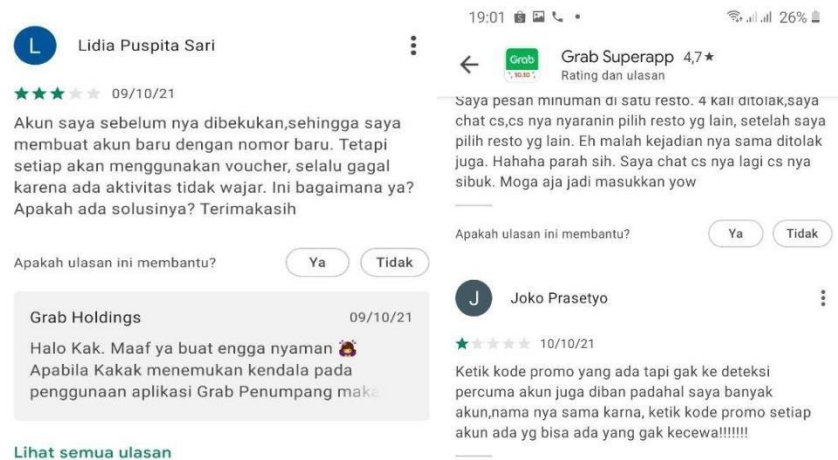 L
Lidia Puspita Sari
09/10/21
Akun saya sebelum nya dibekukan,sehingga saya
membuat akun baru dengan nomor baru. Tetapi
setiap akan menggunakan voucher, selalu gagal
karena ada aktivitas tidak wajar. Ini bagaimana ya?
Apakah ada solusinya? Terimakasih
Apakah ulasan ini membantu?
Ya
Tidak
Grab Holdings
09/10/21
Halo Kak. Maaf ya buat engga nyaman 🙇
Apabila Kakak menemukan kendala pada
penggunaan aplikasi Grab Penumpang maka
Lihat semua ulasan
19:01
26%
Grab
10.10
Grab Superapp 4,7★
Rating dan ulasan
Saya pesan minuman di satu resto. 4 kali ditolak,saya
chat cs,cs nya nyaranin pilih resto yg lain, setelah saya
pilih resto yg lain. Eh malah kejadian nya sama ditolak
juga. Hahaha parah sih. Saya chat cs nya lagi cs nya
sibuk. Moga aja jadi masukkan yow
Apakah ulasan ini membantu?
Ya
Tidak
J
Joko Prasetyo
10/10/21
Ketik kode promo yang ada tapi gak ke deteksi
percuma akun juga diban padahal saya banyak
akun,nama nya sama karna, ketik kode promo setiap
akun ada yg bisa ada yang gak kecewa!!!!!!!